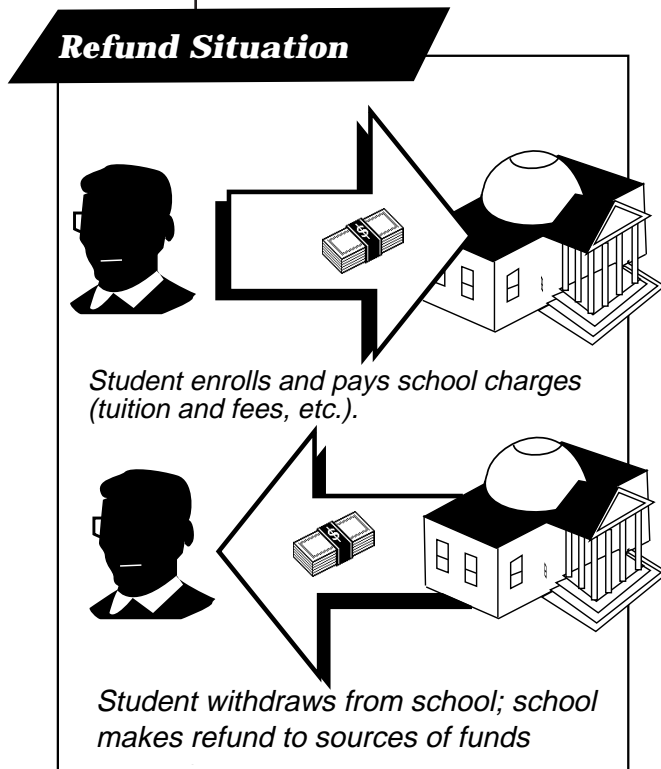 Refund Situation
Student enrolls and pays school charges
(tuition and fees, etc.).
Student withdraws from school; school
makes refund to sources of funds